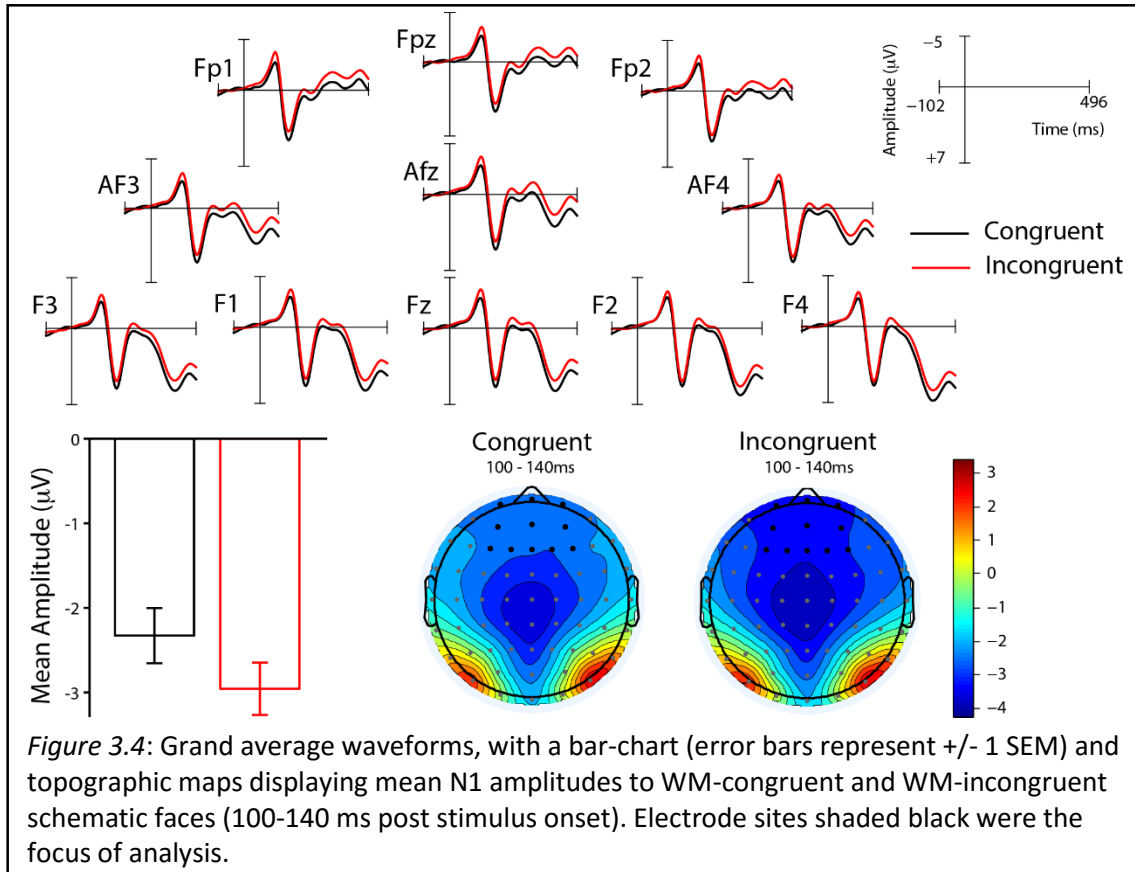 Fp1
Fpz
Fp2
−5
Amplitude (µV)
−102
496
Time (ms)
+7
AF3
Afz
AF4
Congruent
Incongruent
F3
F1
Fz
F2
F4
Mean Amplitude (µV)
0
-1
-2
-3
Congruent
100 - 140ms
Incongruent
100 - 140ms
3
2
1
0
−1
−2
−3
−4
Figure 3.4: Grand average waveforms, with a bar-chart (error bars represent +/- 1 SEM) and
topographic maps displaying mean N1 amplitudes to WM-congruent and WM-incongruent
schematic faces (100-140 ms post stimulus onset). Electrode sites shaded black were the
focus of analysis.